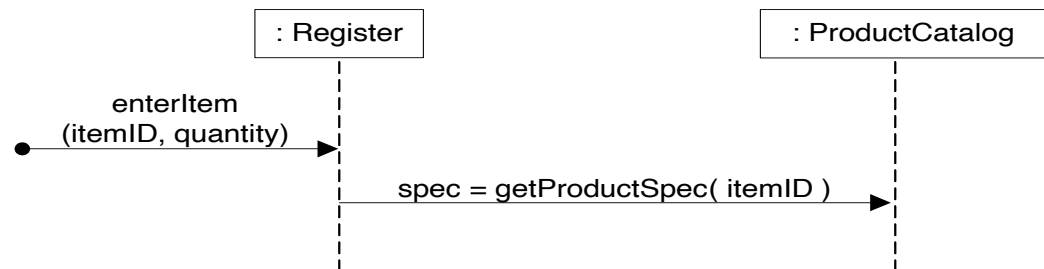 : Register
: ProductCatalog
enterItem
(itemID, quantity)
spec = getProductSpec( itemID )